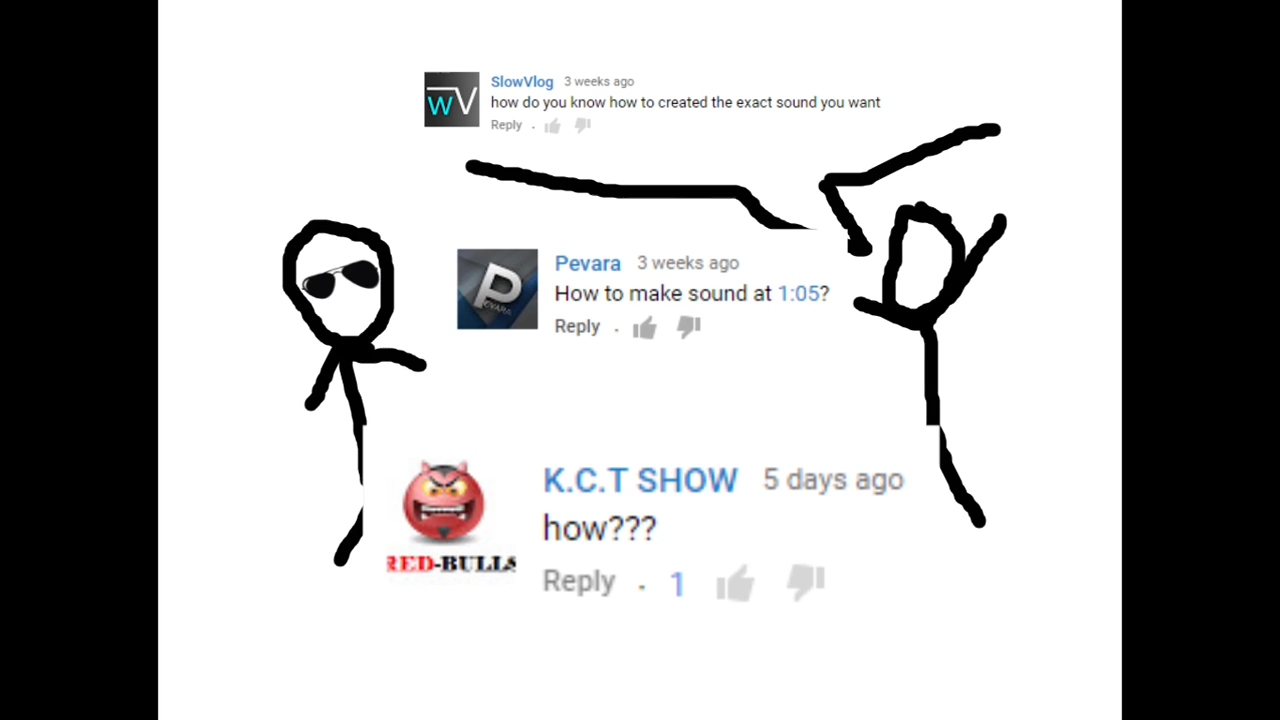 WV
SlowVlog 3 weeks ago
how do you know how to created the exact sound you want
Reply .
P
PEVARA
Pevara 3 weeks ago
How to make sound at 1:05?
Reply .
K.C.T SHOW 5 days ago
how???
RED-BULLS
Reply . 1